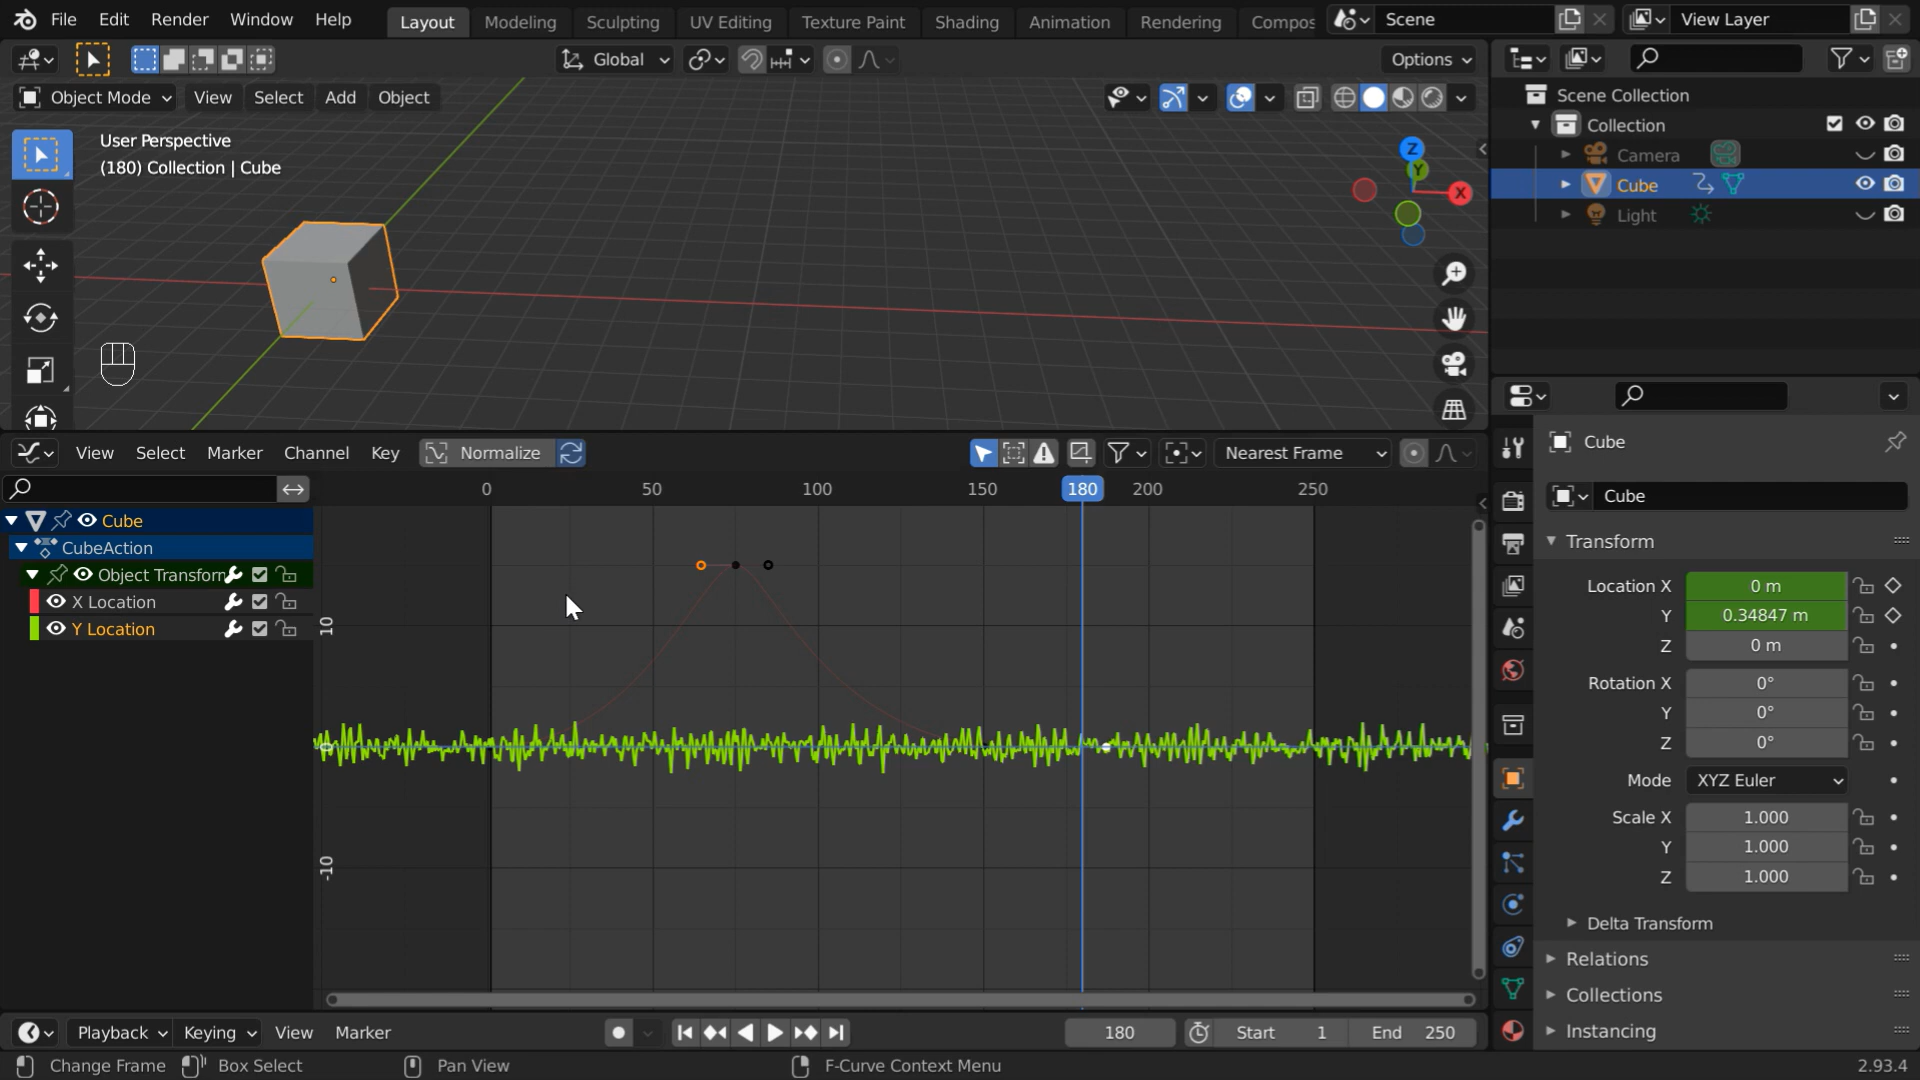 File Edit Render Window Help Layout Modeling Sculpting UV Editing Texture Paint Shading Animation Rendering Compos Scene View Layer
Global Options
Object Mode View Select Add Object
User Perspective
(180) Collection | Cube
Z
Y
X
Scene Collection
Collection
Camera
Cube
Light
View Select Marker Channel Key Normalize Nearest Frame
0 50 100 150 180 200 250
Cube
CubeAction
Object Transforn
X Location
Y Location
10
0
-10
Cube
Cube
Transform
Location X 0 m
Y 0.34847 m
Z 0 m
Rotation X 0°
Y 0°
Z 0°
Mode XYZ Euler
Scale X 1.000
Y 1.000
Z 1.000
Delta Transform
Relations
Collections
Instancing
Playback Keying View Marker 180 Start 1 End 250
Change Frame Box Select Pan View F-Curve Context Menu 2.93.4